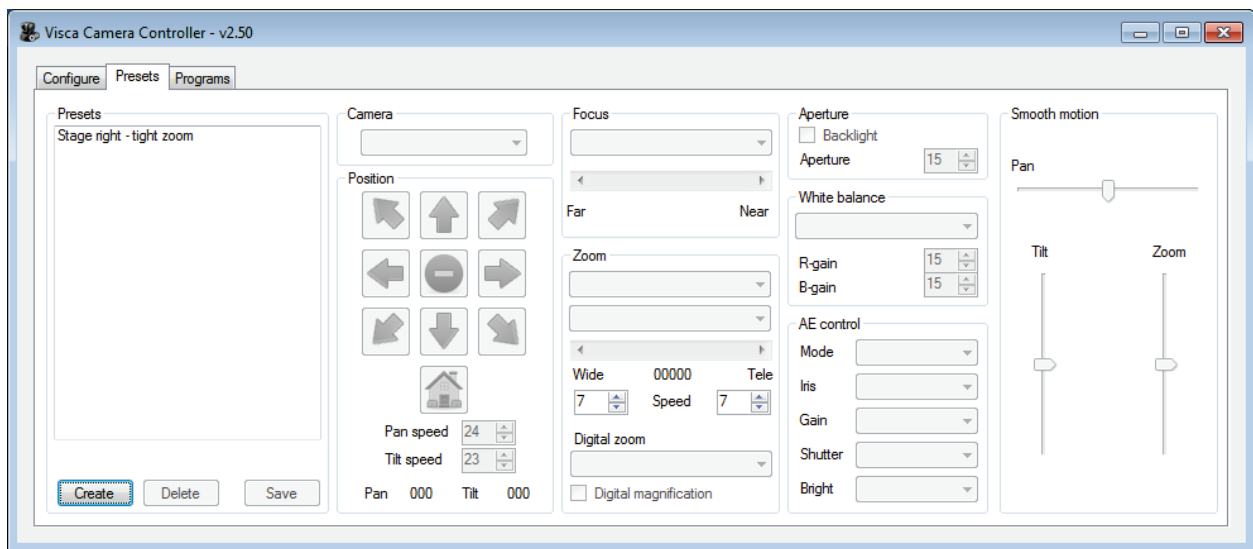 Visca Camera Controller - v2.50
Configure
Presets
Programs
Presets
Stage right - tight zoom
Create
Delete
Save
Camera
Position
Pan speed 24
Tilt speed 23
Pan 000 Tilt 000
Focus
Far Near
Zoom
Wide 00000 Tele
7 Speed 7
Digital zoom
Digital magnification
Aperture
Backlight
Aperture 15
White balance
R-gain 15
B-gain 15
AE control
Mode
Iris
Gain
Shutter
Bright
Smooth motion
Pan
Tilt Zoom